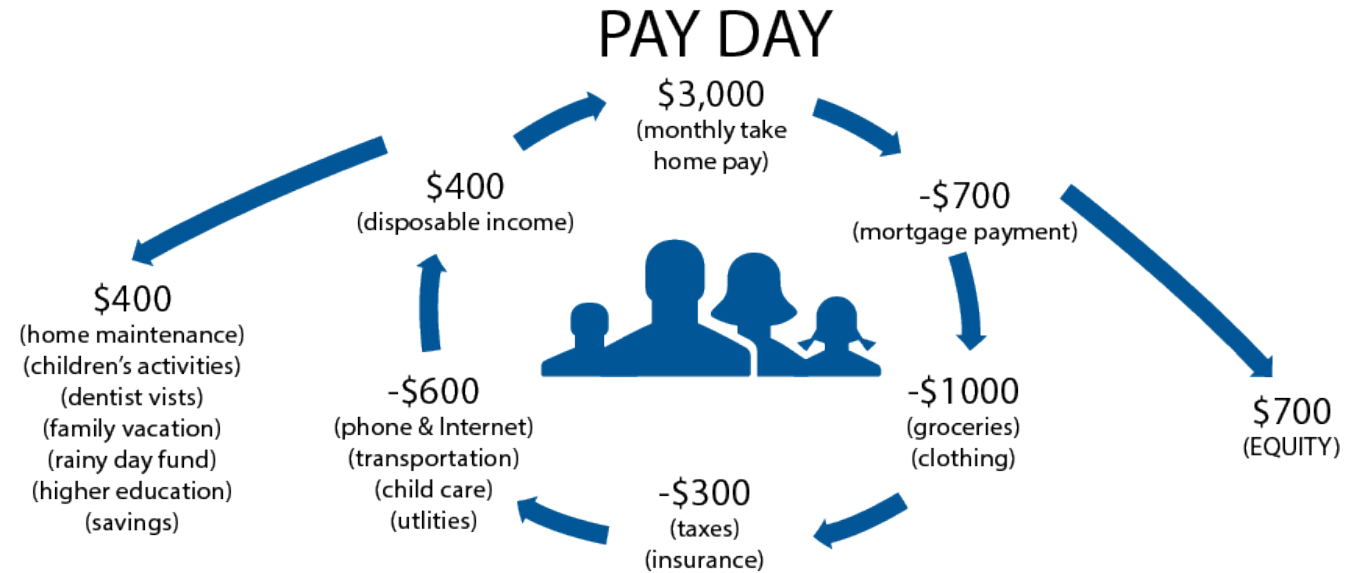 PAY DAY
$3,000
(monthly take
home pay)
-$700
(mortgage payment)
$700
(EQUITY)
-$1000
(groceries)
(clothing)
-$300
(taxes)
(insurance)
-$600
(phone & Internet)
(transportation)
(child care)
(utlities)
$400
(disposable income)
$400
(home maintenance)
(children’s activities)
(dentist vists)
(family vacation)
(rainy day fund)
(higher education)
(savings)